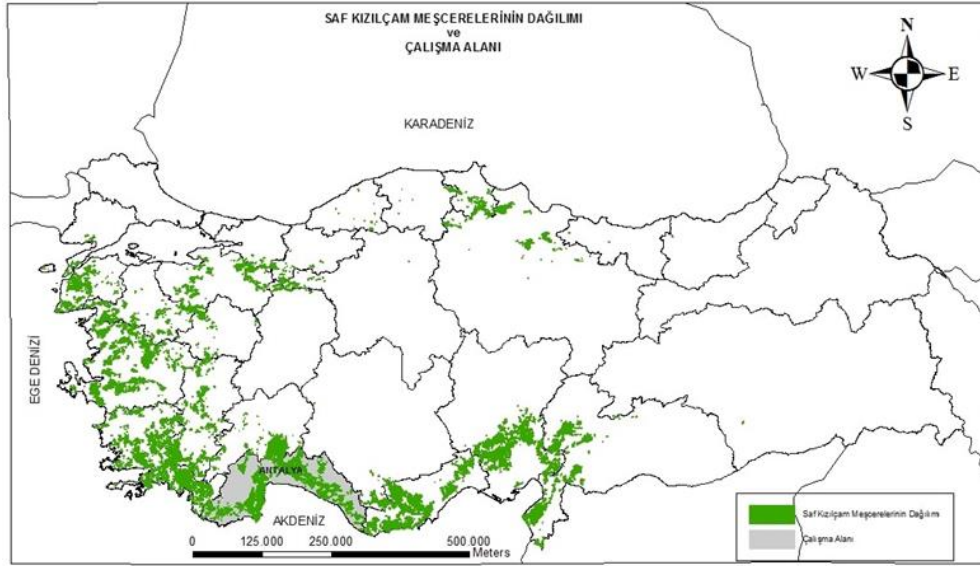 SAF KIZILÇAM MEŞCERELERİNİN DAĞILIMI
ve
ÇALIŞMA ALANI
N
W E
S
KARADENİZ
EGE DENİZİ
ANTALYA
AKDENİZ
0 125.000 250.000 500.000
Meters
Saf Kızılçam Meşcerelerinin Dağılımı
Çalışma Alanı